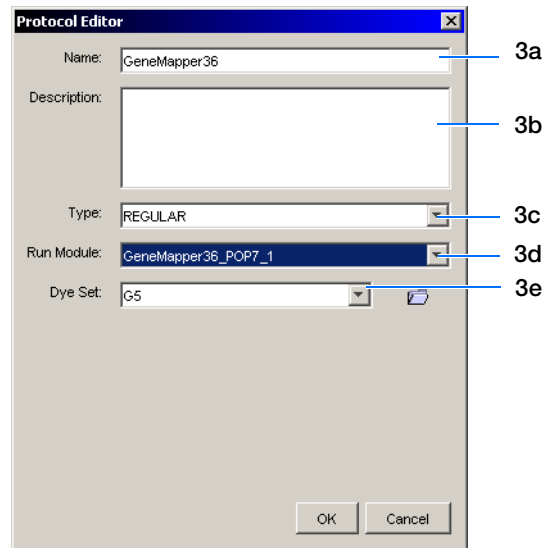 Protocol Editor
Name: GeneMapper36 3a
Description: 3b
Type: REGULAR 3c
Run Module: GeneMapper36_POP7_1 3d
Dye Set: G5 3e
OK Cancel